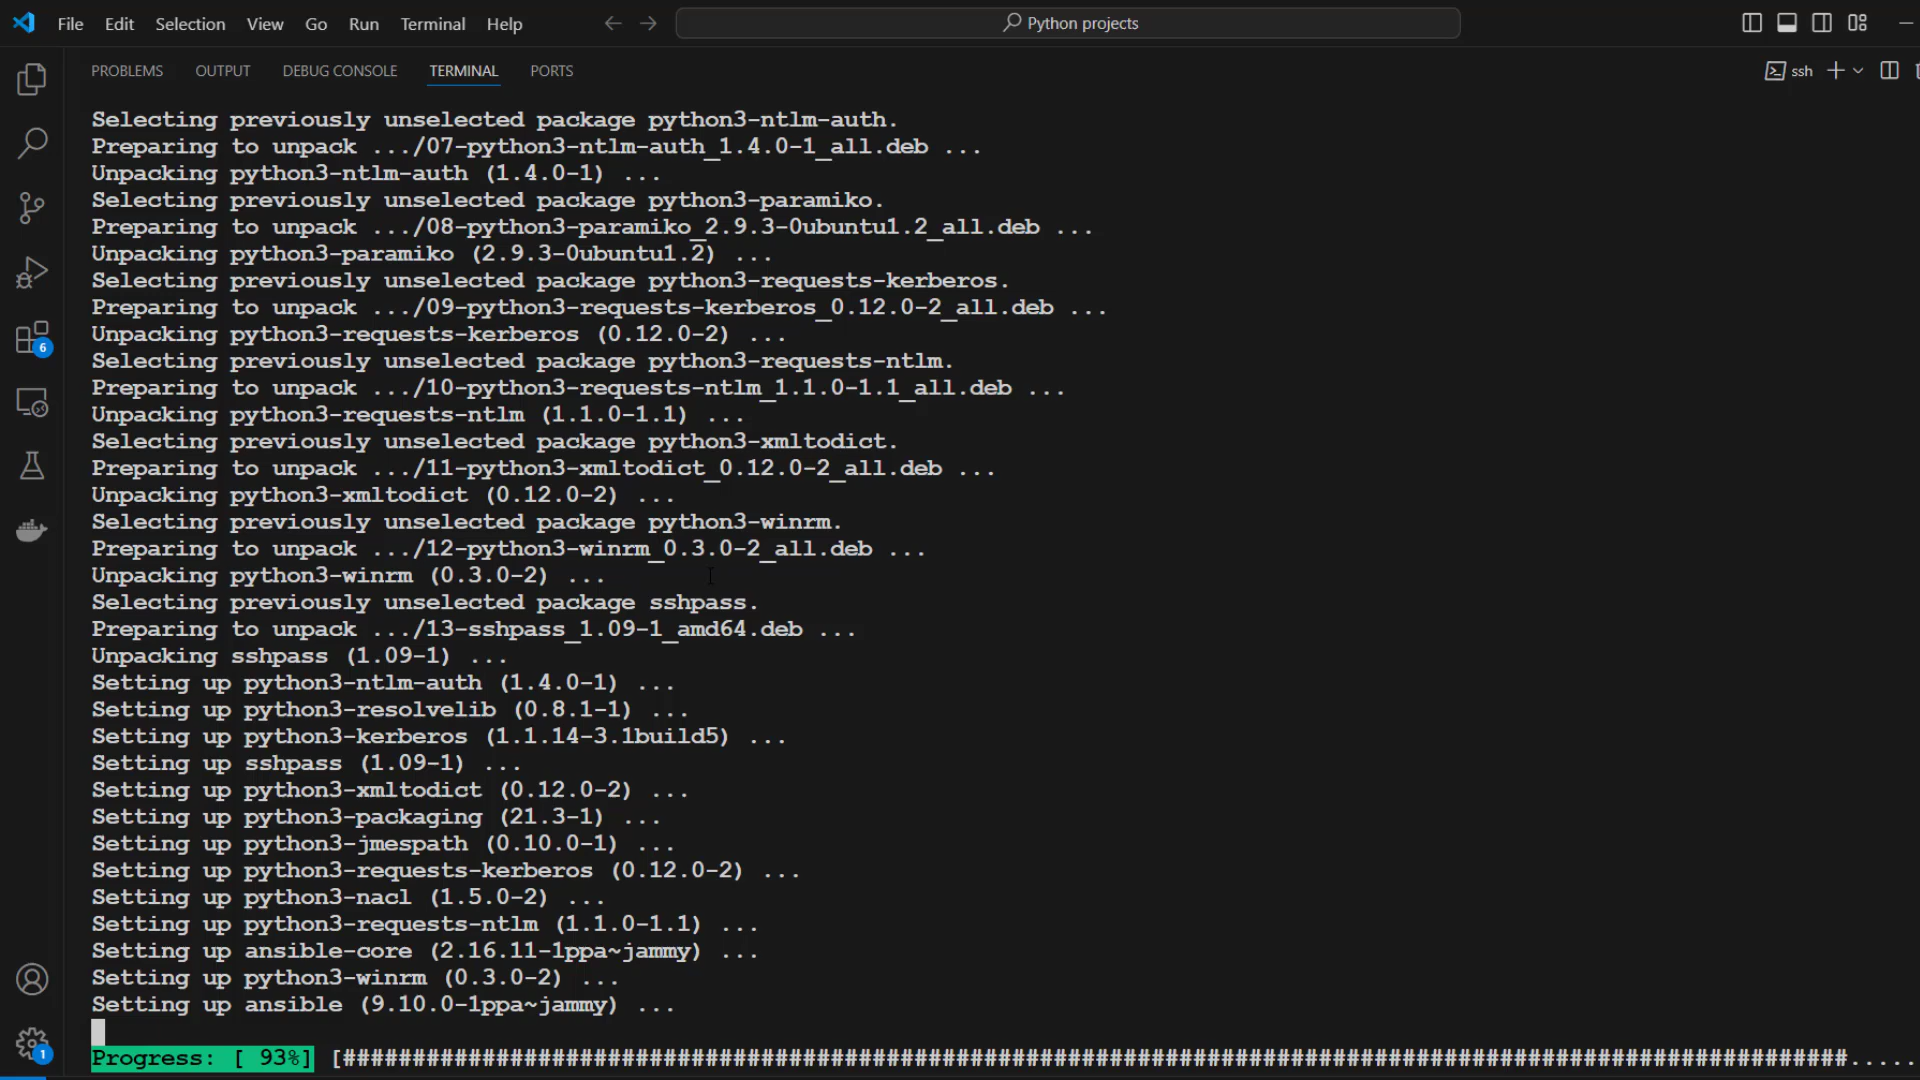 File Edit Selection View Go Run Terminal Help
Python projects
PROBLEMS OUTPUT DEBUG CONSOLE TERMINAL PORTS
ssh
Selecting previously unselected package python3-ntlm-auth.
Preparing to unpack .../07-python3-ntlm-auth_1.4.0-1_all.deb ...
Unpacking python3-ntlm-auth (1.4.0-1) ...
Selecting previously unselected package python3-paramiko.
Preparing to unpack .../08-python3-paramiko_2.9.3-0ubuntu1.2_all.deb ...
Unpacking python3-paramiko (2.9.3-0ubuntu1.2) ...
Selecting previously unselected package python3-requests-kerberos.
Preparing to unpack .../09-python3-requests-kerberos_0.12.0-2_all.deb ...
Unpacking python3-requests-kerberos (0.12.0-2) ...
Selecting previously unselected package python3-requests-ntlm.
Preparing to unpack .../10-python3-requests-ntlm_1.1.0-1.1_all.deb ...
Unpacking python3-requests-ntlm (1.1.0-1.1) ...
Selecting previously unselected package python3-xmltodict.
Preparing to unpack .../11-python3-xmltodict_0.12.0-2_all.deb ...
Unpacking python3-xmltodict (0.12.0-2) ...
Selecting previously unselected package python3-winrm.
Preparing to unpack .../12-python3-winrm_0.3.0-2_all.deb ...
Unpacking python3-winrm (0.3.0-2) ...
Selecting previously unselected package sshpass.
Preparing to unpack .../13-sshpass_1.09-1_amd64.deb ...
Unpacking sshpass (1.09-1) ...
Setting up python3-ntlm-auth (1.4.0-1) ...
Setting up python3-resolvelib (0.8.1-1) ...
Setting up python3-kerberos (1.1.14-3.1build5) ...
Setting up sshpass (1.09-1) ...
Setting up python3-xmltodict (0.12.0-2) ...
Setting up python3-packaging (21.3-1) ...
Setting up python3-jmespath (0.10.0-1) ...
Setting up python3-requests-kerberos (0.12.0-2) ...
Setting up python3-nacl (1.5.0-2) ...
Setting up python3-requests-ntlm (1.1.0-1.1) ...
Setting up ansible-core (2.16.11-1ppa~jammy) ...
Setting up python3-winrm (0.3.0-2) ...
Setting up ansible (9.10.0-1ppa~jammy) ...
Progress: [ 93%] [############################################################################################################.....
6
1